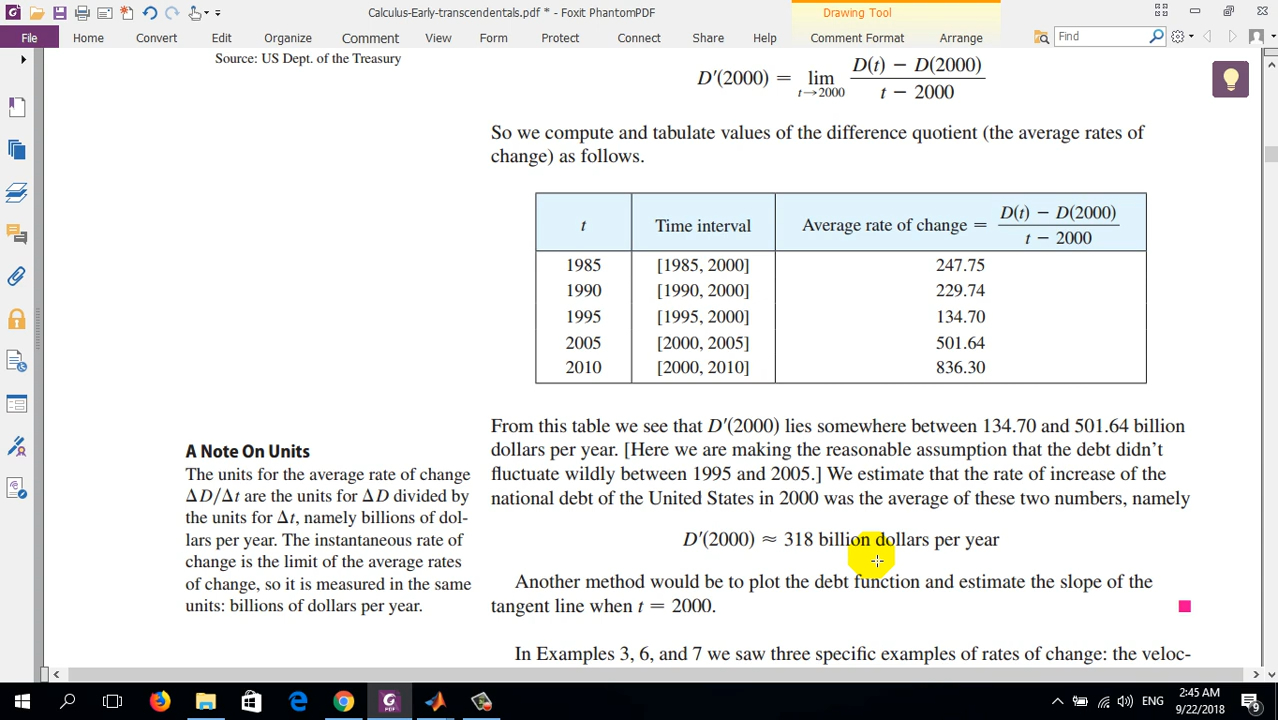 Calculus-Early-transcendentals.pdf * - Foxit PhantomPDF
Drawing Tool
File Home Convert Edit Organize Comment View Form Protect Connect Share Help Comment Format Arrange Find
Source: US Dept. of the Treasury
D′(2000) = lim t→2000 D(t) − D(2000) / t − 2000
So we compute and tabulate values of the difference quotient (the average rates of
change) as follows.
t Time interval Average rate of change = D(t) − D(2000) / t − 2000
1985 [1985, 2000] 247.75
1990 [1990, 2000] 229.74
1995 [1995, 2000] 134.70
2005 [2000, 2005] 501.64
2010 [2000, 2010] 836.30
From this table we see that D′(2000) lies somewhere between 134.70 and 501.64 billion
dollars per year. [Here we are making the reasonable assumption that the debt didn't
fluctuate wildly between 1995 and 2005.] We estimate that the rate of increase of the
national debt of the United States in 2000 was the average of these two numbers, namely
D′(2000) ≈ 318 billion dollars per year
Another method would be to plot the debt function and estimate the slope of the
tangent line when t = 2000.
In Examples 3, 6, and 7 we saw three specific examples of rates of change: the veloc-
A Note On Units
The units for the average rate of change
ΔD/Δt are the units for ΔD divided by
the units for Δt, namely billions of dol-
lars per year. The instantaneous rate of
change is the limit of the average rates
of change, so it is measured in the same
units: billions of dollars per year.
ENG
2:45 AM
9/22/2018
9